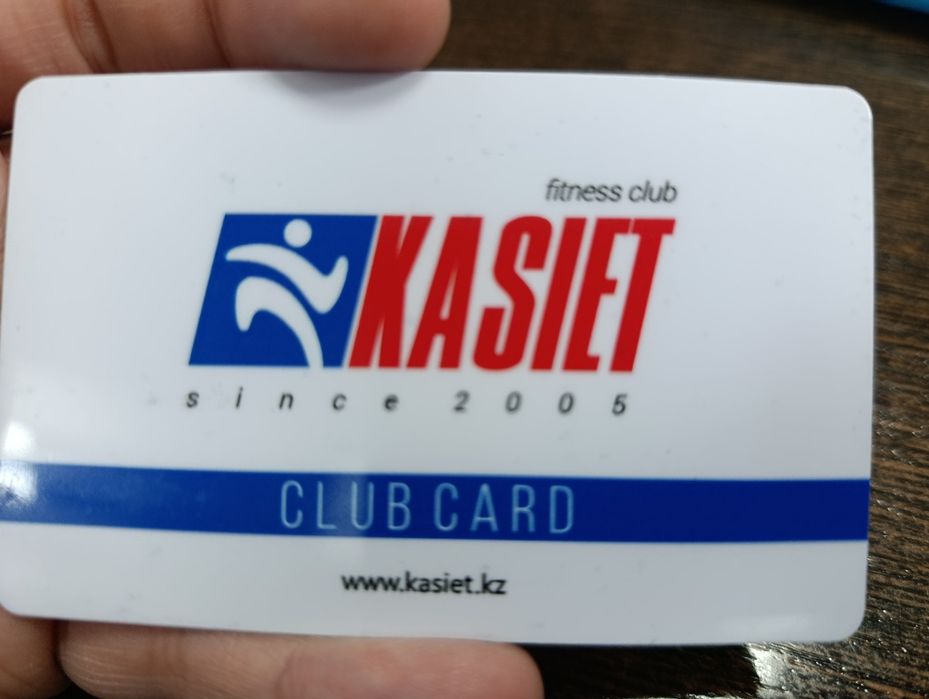 fitness club
KASIET
since 2005
CLUB CARD
www.kasiet.kz